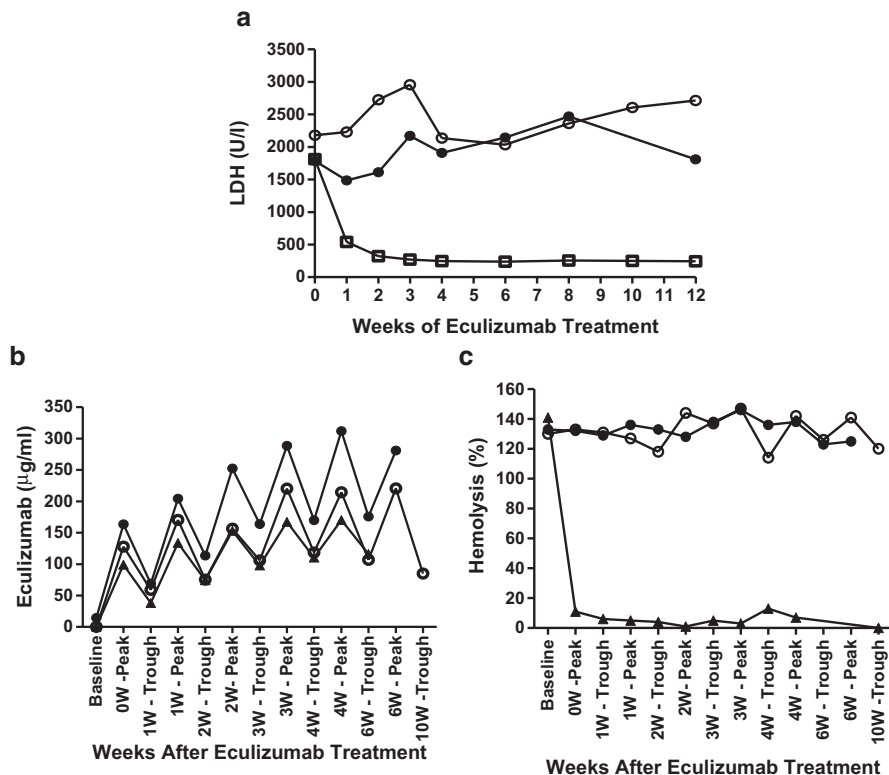 a
3500
3000
2500
2000
1500
1000
500
0
LDH (U/l)
0 1 2 3 4 5 6 7 8 9 10 11 12
Weeks of Eculizumab Treatment
b
350
300
250
200
150
100
50
0
Eculizumab (µg/ml)
Baseline
0W -Peak
1W - Trough
1W - Peak
2W - Trough
2W- Peak
3W - Trough
3W - Peak
4W - Trough
4W - Peak
6W - Trough
6W - Peak
10W -Trough
Weeks After Eculizumab Treatment
c
160
140
120
100
80
60
40
20
0
Hemolysis (%)
Baseline
0W -Peak
1W - Trough
1W - Peak
2W - Trough
2W - Peak
3W - Trough
3W - Peak
4W - Trough
4W - Peak
6W - Trough
6W - Peak
10W -Trough
Weeks After Eculizumab Treatment